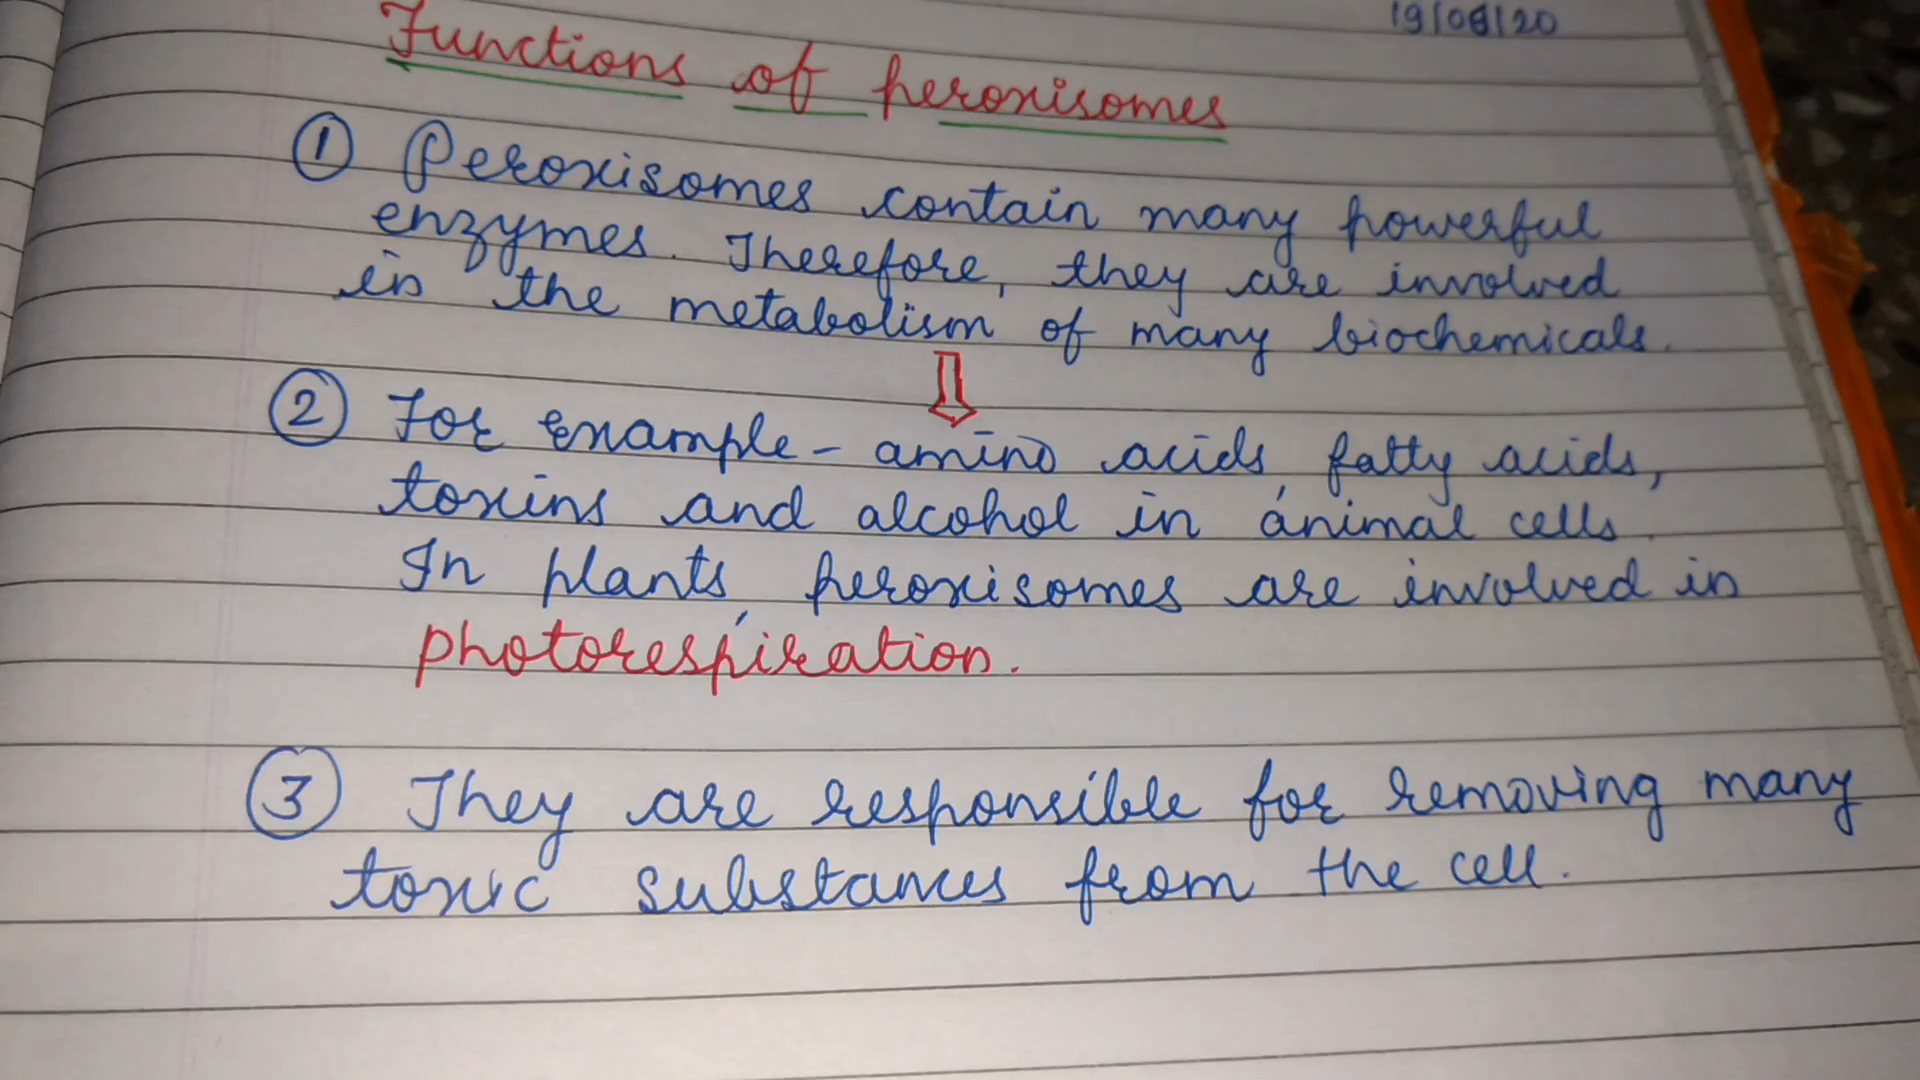 19/08/20
Functions of peroxisomes
① Peroxisomes contain many powerful
enzymes. Therefore, they are involved
in the metabolism of many biochemicals.
② For example - amino acids, fatty acids,
toxins and alcohol in animal cells.
In plants, peroxisomes are involved in
photorespiration.
③ They are responsible for removing many
toxic substances from the cell.